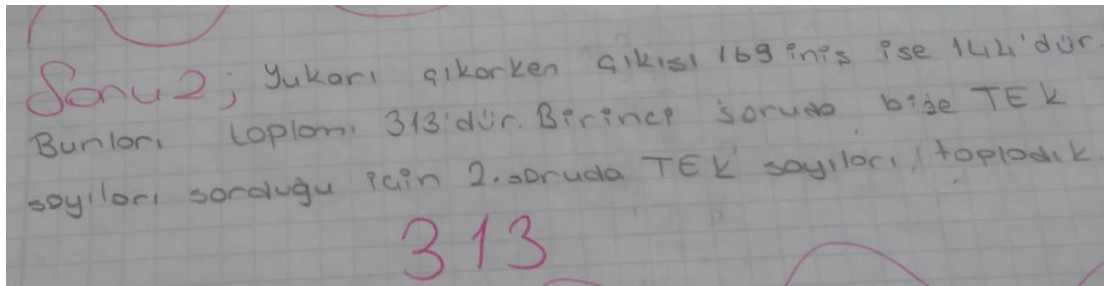 Soru 2; Yukarı çıkarken çıkışı 169 iniş ise 144'dür.
Bunları toplamı 313'dür. Birinci soruda bize TEK
sayıları sorduğu için 2. soruda TEK sayıları topladık.
313